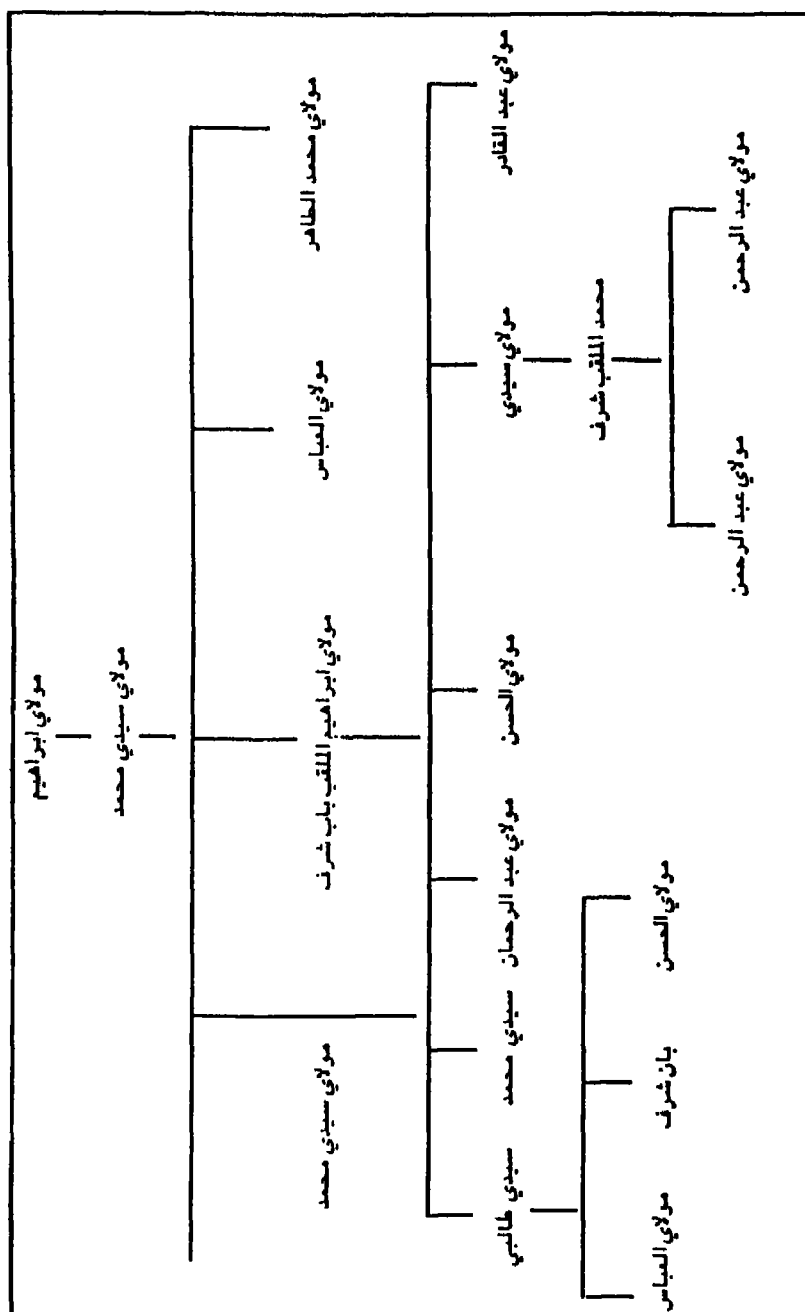 مولاي ابراهيم
مولاي سيدي محمد
مولاي محمد الطاهر
مولاي العباس
مولاي ابراهيم الملقب باب شرف
مولاي سيدي محمد
مولاي عبد القادر
مولاي سيدي
مولاي الحسن
مولاي عبد الرحمان
سيدي محمد
سيدي طالبي
محمد الملقب شرف
مولاي عبد الرحمن
مولاي عبد الرحمن
مولاي الحسن
بان شرف
مولاي العباس